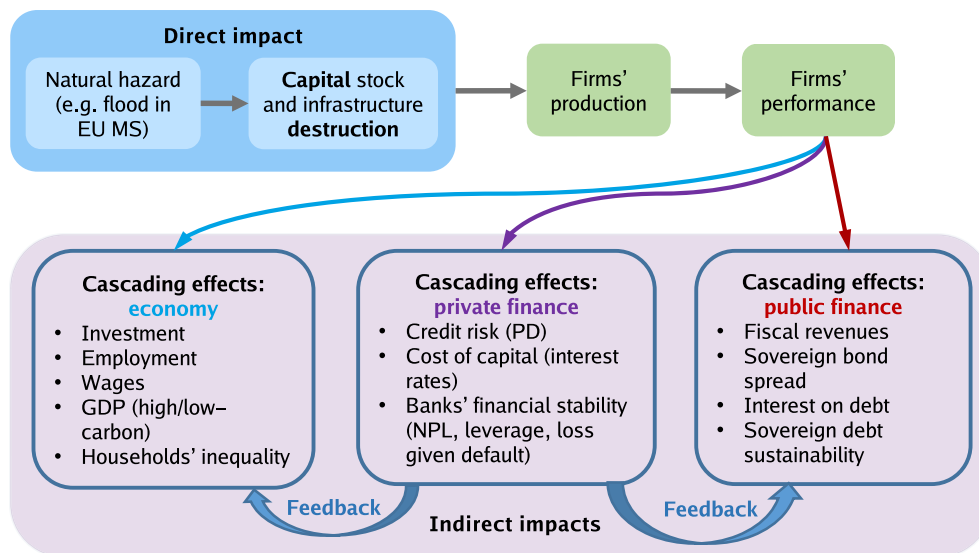 Direct impact
Natural hazard
(e.g. flood in
EU MS)
Capital stock
and infrastructure
destruction
Firms'
production
Firms'
performance
Cascading effects:
economy
• Investment
• Employment
• Wages
• GDP (high/low-
carbon)
• Households' inequality
Cascading effects:
private finance
• Credit risk (PD)
• Cost of capital (interest
rates)
• Banks' financial stability
(NPL, leverage, loss
given default)
Cascading effects:
public finance
• Fiscal revenues
• Sovereign bond
spread
• Interest on debt
• Sovereign debt
sustainability
Feedback
Feedback
Indirect impacts